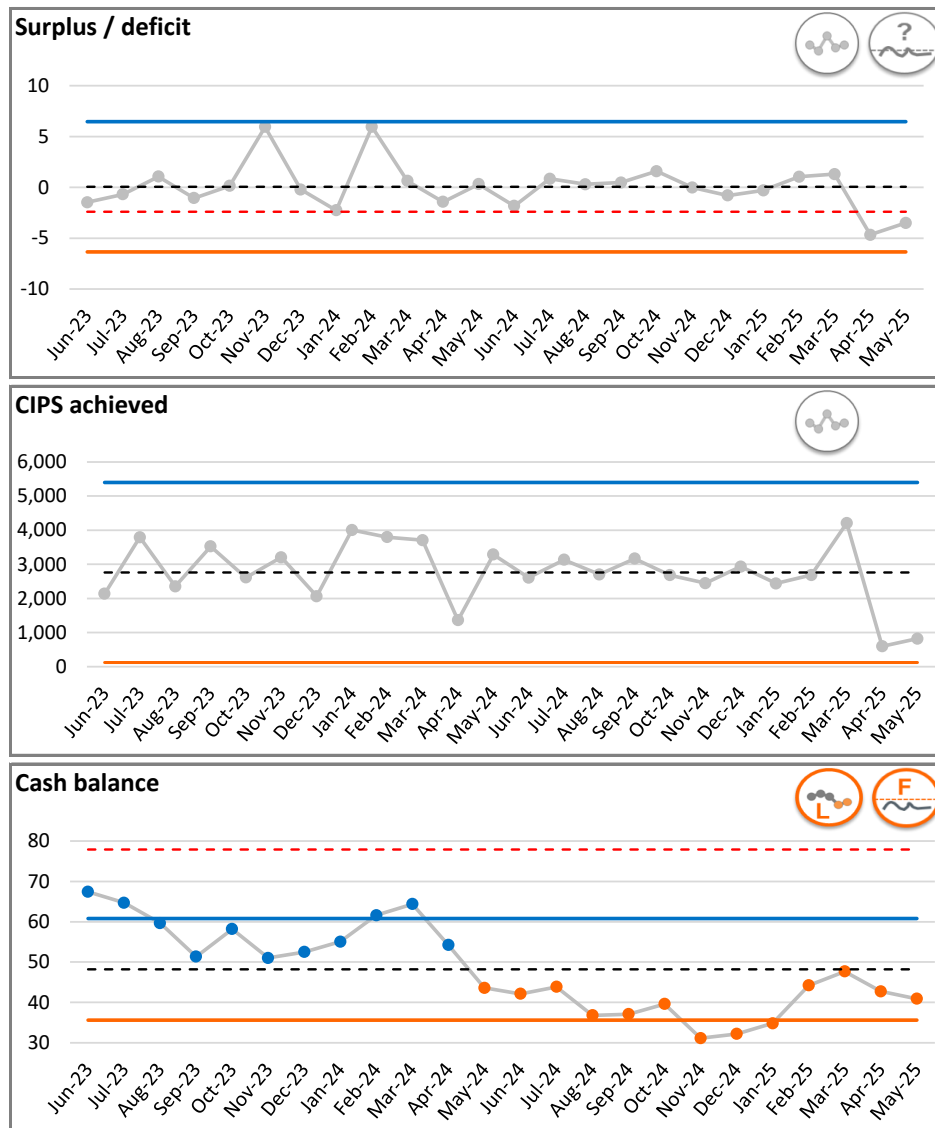 Surplus / deficit
?
10
5
0
-5
-10
Jun-23 Jul-23 Aug-23 Sep-23 Oct-23 Nov-23 Dec-23 Jan-24 Feb-24 Mar-24 Apr-24 May-24 Jun-24 Jul-24 Aug-24 Sep-24 Oct-24 Nov-24 Dec-24 Jan-25 Feb-25 Mar-25 Apr-25 May-25
CIPS achieved
6,000
5,000
4,000
3,000
2,000
1,000
0
Jun-23 Jul-23 Aug-23 Sep-23 Oct-23 Nov-23 Dec-23 Jan-24 Feb-24 Mar-24 Apr-24 May-24 Jun-24 Jul-24 Aug-24 Sep-24 Oct-24 Nov-24 Dec-24 Jan-25 Feb-25 Mar-25 Apr-25 May-25
Cash balance
L F
80
70
60
50
40
30
Jun-23 Jul-23 Aug-23 Sep-23 Oct-23 Nov-23 Dec-23 Jan-24 Feb-24 Mar-24 Apr-24 May-24 Jun-24 Jul-24 Aug-24 Sep-24 Oct-24 Nov-24 Dec-24 Jan-25 Feb-25 Mar-25 Apr-25 May-25